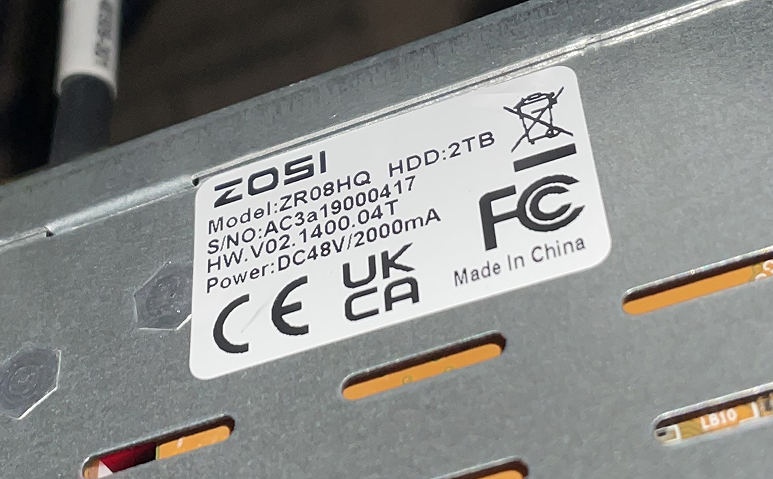 ZOSI
Model:ZR08HQ HDD:2TB
S/NO:AC3a19000417
HW.V02.1400.04T
Power:DC48V/2000mA
CE
UK
CA
FC
Made In China
LB10